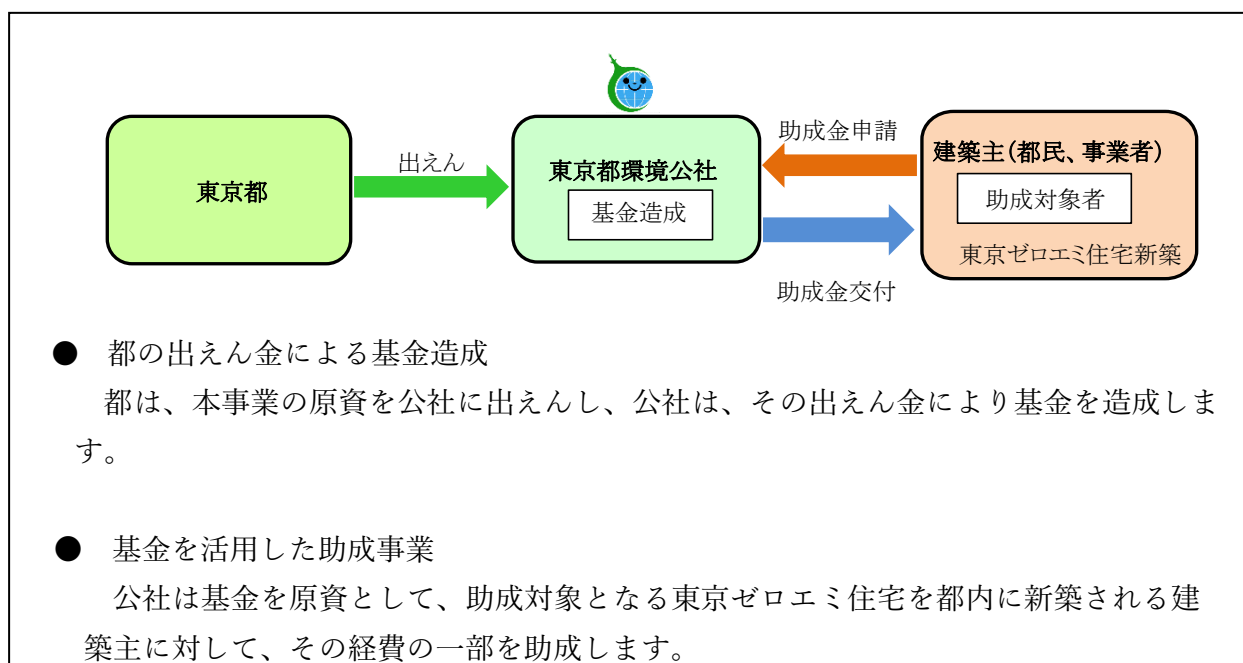 東京都
出えん
東京都環境公社
基金造成
助成金申請
助成金交付
建築主(都民、事業者)
助成対象者
東京ゼロエミ住宅新築
● 都の出えん金による基金造成
都は、本事業の原資を公社に出えんし、公社は、その出えん金により基金を造成しま
す。
● 基金を活用した助成事業
公社は基金を原資として、助成対象となる東京ゼロエミ住宅を都内に新築される建
築主に対して、その経費の一部を助成します。